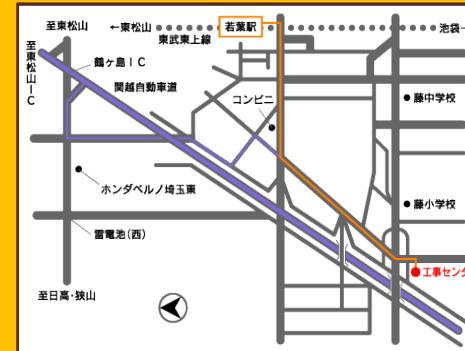 至東松山
←東松山
若葉駅
池袋
東武東上線
至東松山IC
鶴ヶ島IC
関越自動車道
コンビニ
藤中学校
ホンダベルノ埼玉東
藤小学校
雷電池(西)
工事センタ
至日高・狭山